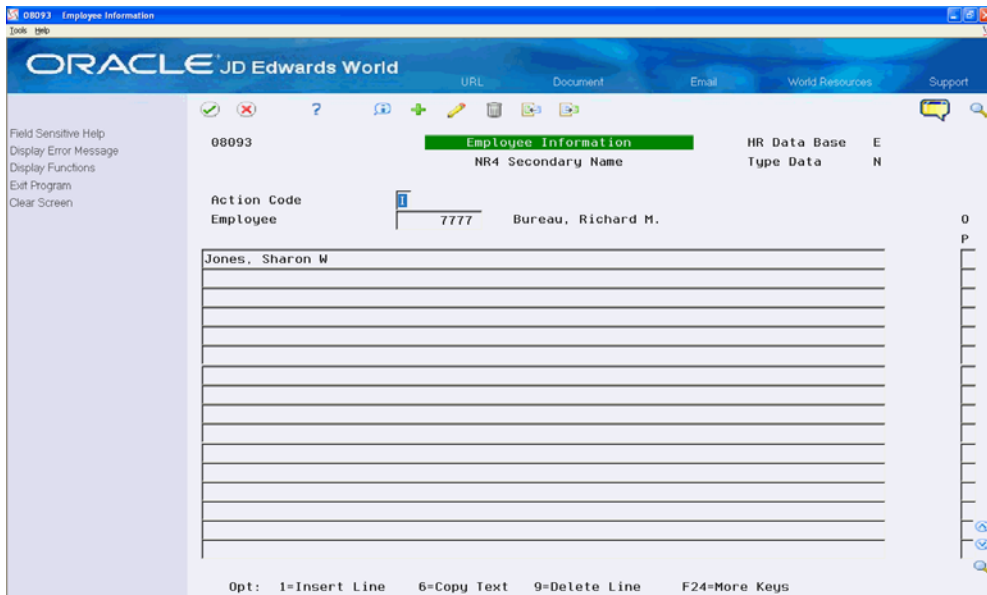 08093 Employee Information
Tools Help
ORACLE JD Edwards World
URL Document Email World Resources Support
Field Sensitive Help
Display Error Message
Display Functions
Exit Program
Clear Screen
08093 Employee Information HR Data Base E
NR4 Secondary Name Type Data N
Action Code I
Employee 7777 Bureau, Richard M. O
P
Jones, Sharon W
Opt: 1=Insert Line 6=Copy Text 9=Delete Line F24=More Keys